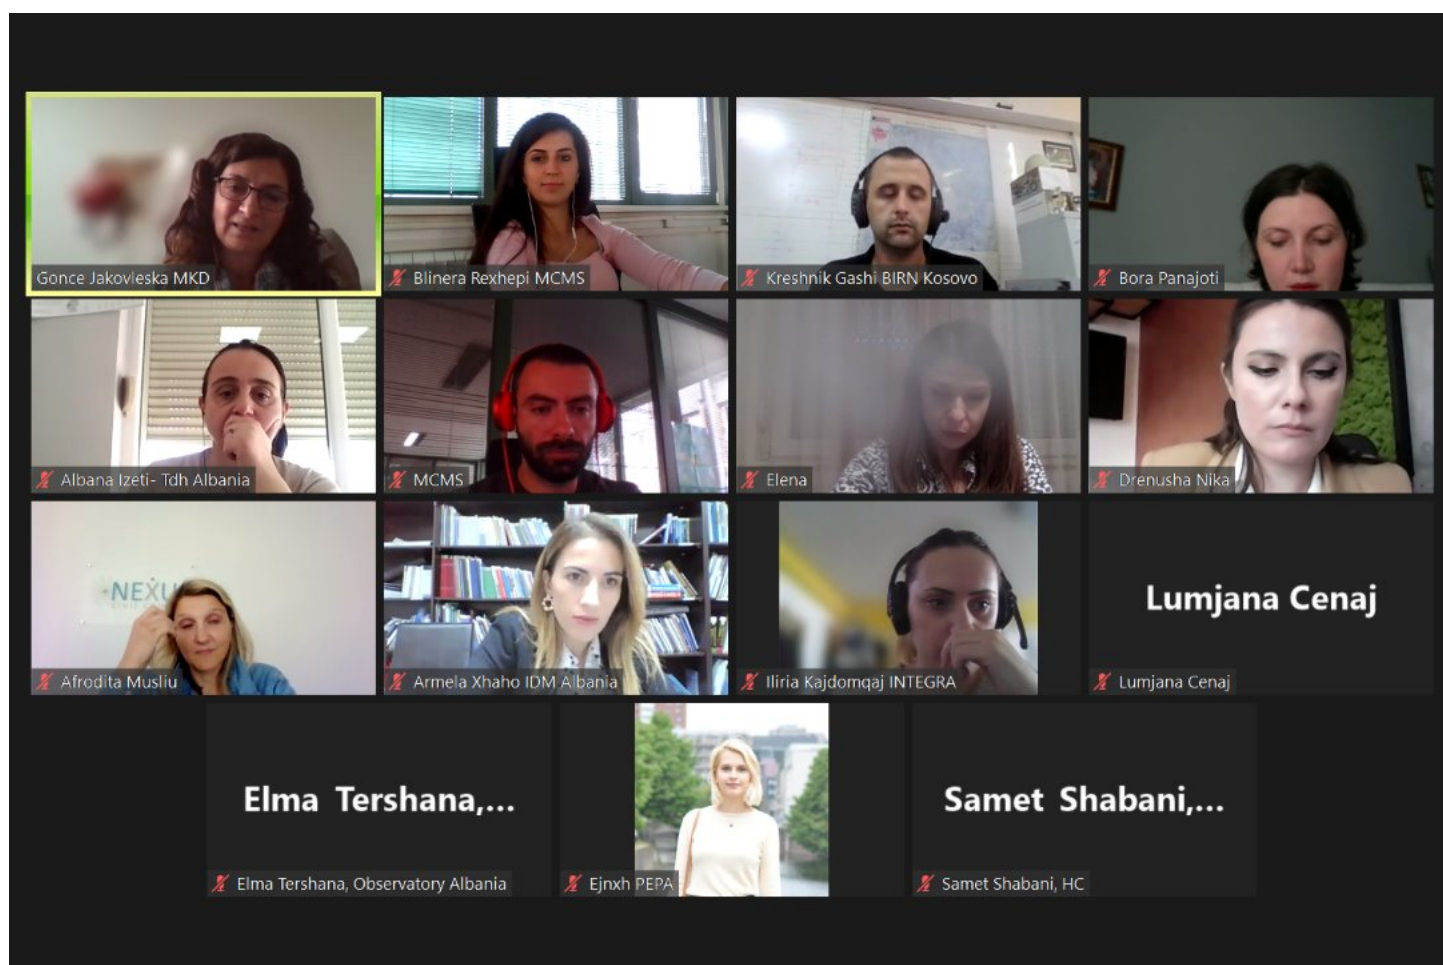 Gonce Jakovleska MKD
Blinera Rexhepi MCMS
Kreshnik Gashi BIRN Kosovo
Bora Panajoti
Albana Izeti- Tdh Albania
MCMS
Elena
Drenusha Nika
NEXU
Afrodita Musliu
Armela Xhaho IDM Albania
Iliria Kajdomqaj INTEGRA
Lumjana Cenaj
Lumjana Cenaj
Elma Tershana,...
Elma Tershana, Observatory Albania
Ejnxh PEPA
Samet Shabani,...
Samet Shabani, HC